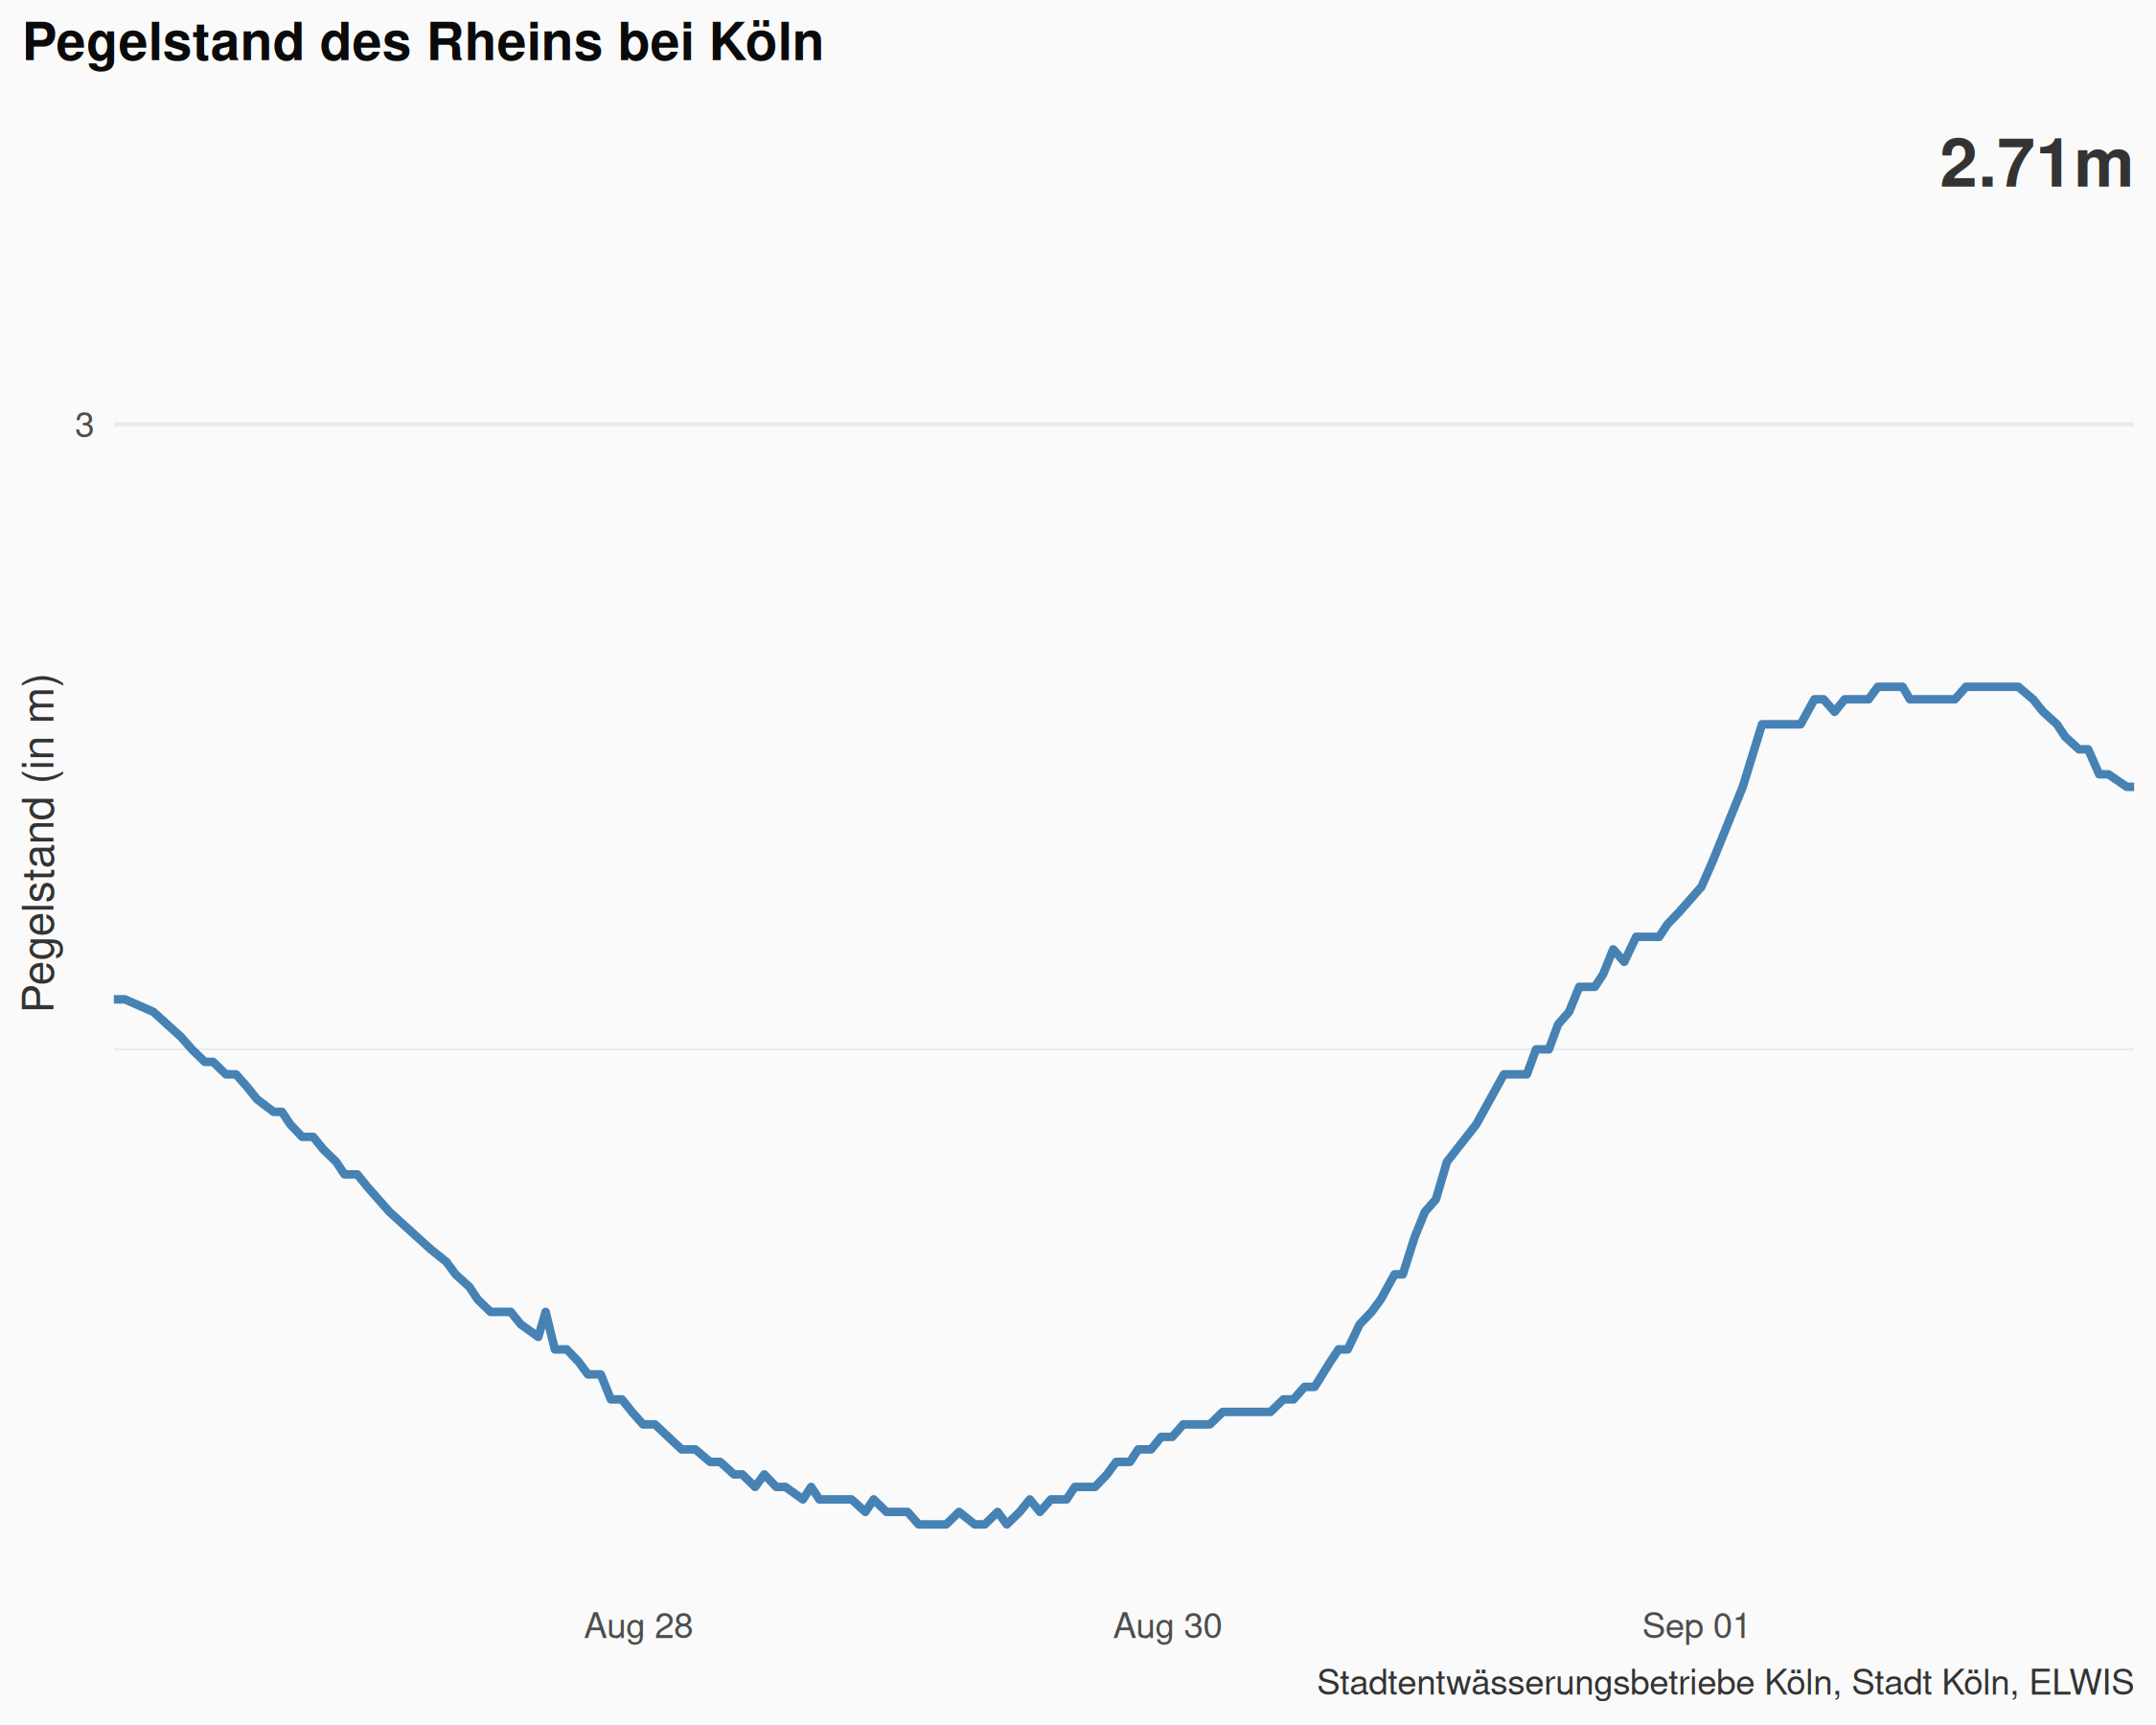 Pegelstand des Rheins bei Köln
2.71m
3
Pegelstand (in m)
Aug 28
Aug 30
Sep 01
Stadtentwässerungsbetriebe Köln, Stadt Köln, ELWIS